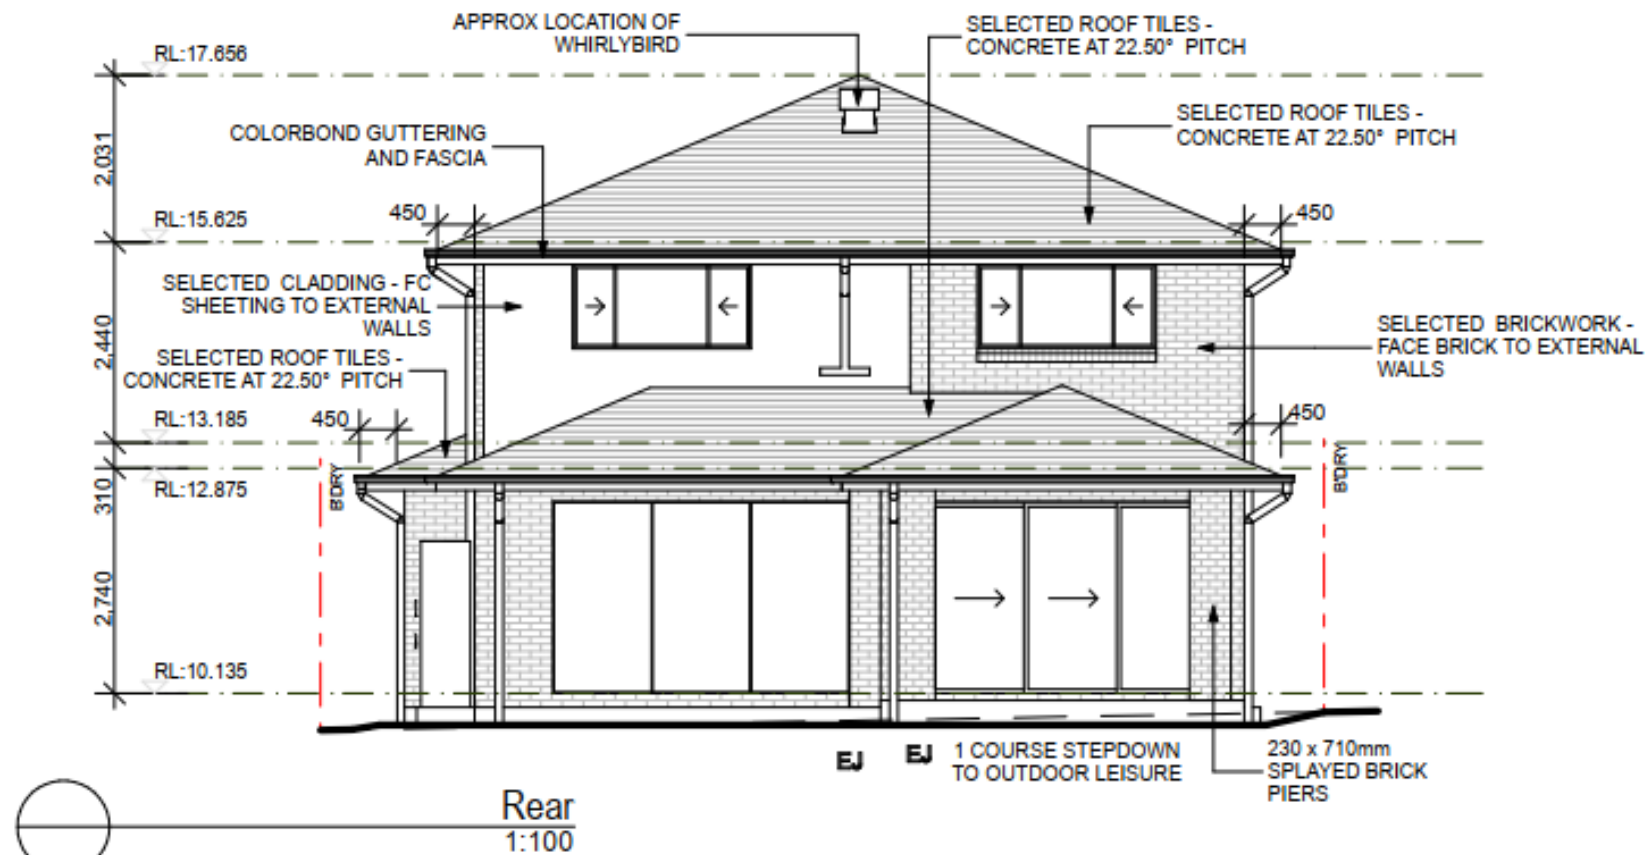 APPROX LOCATION OF
WHIRLYBIRD
SELECTED ROOF TILES -
CONCRETE AT 22.50° PITCH
RL:17.656
SELECTED ROOF TILES -
CONCRETE AT 22.50° PITCH
COLORBOND GUTTERING
AND FASCIA
2,031
RL:15.625
450
450
SELECTED CLADDING - FC
SHEETING TO EXTERNAL
WALLS
2,440
SELECTED BRICKWORK -
FACE BRICK TO EXTERNAL
WALLS
SELECTED ROOF TILES -
CONCRETE AT 22.50° PITCH
RL:13.185
450
450
B'DRY
B'DRY
310
RL:12.875
2,740
RL:10.135
EJ
EJ
1 COURSE STEPDOWN
TO OUTDOOR LEISURE
230 x 710mm
SPLAYED BRICK
PIERS
Rear
1:100